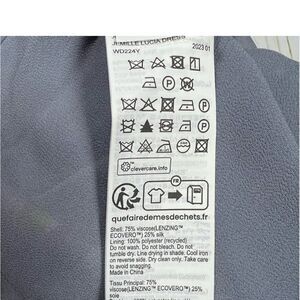 JEMILLE LUCIA DRESS
WD224Y
2023 01
clevercare.info
FR
quefairedemesdechets.fr
Shell: 75% viscose(LENZING™
ECOVERO™) 25% silk
Lining: 100% polyester (recycled)
Do not wash. Do not bleach. Do not
tumble dry. Line drying in shade. Cool iron
on reverse side. Dry clean only. Take care
to avoid snagging.
Tissu Principal: 75%
viscose(LENZING™ ECOVERO™) 25%
soie